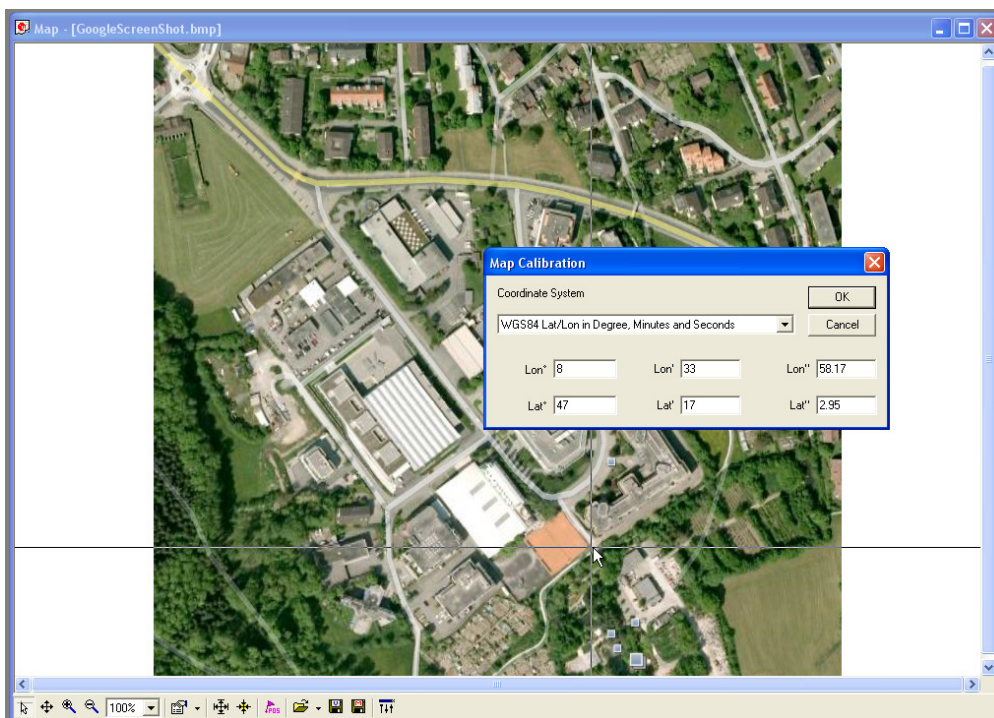 Map - [GoogleScreenShot.bmp]
Map Calibration
Coordinate System
OK
WGS84 Lat/Lon in Degree, Minutes and Seconds
Cancel
Lon° 8 Lon' 33 Lon'' 58.17
Lat° 47 Lat' 17 Lat'' 2.95
100%
POS